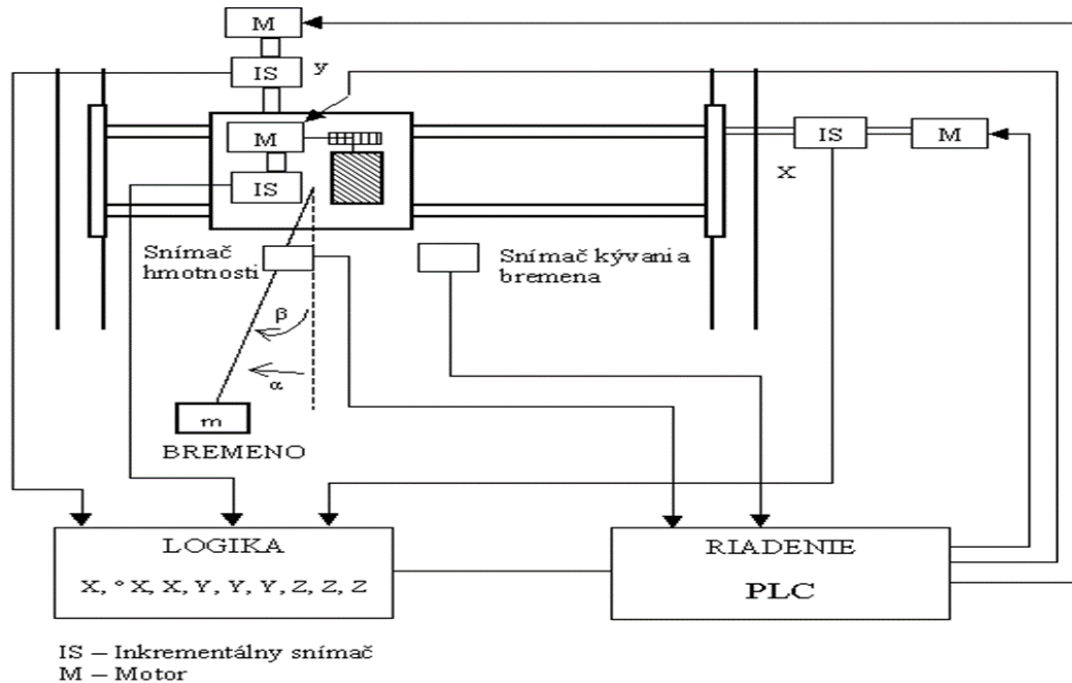 M
IS
y
M
IS
IS
M
X
Snímač
hmotnosti
Snímač kývania
bremena
β
α
m
BREMENO
LOGIKA
X, ° X, X, Y, Y, Y, Z, Z, Z
RIADENIE
PLC
IS – Inkrementálny snímač
M – Motor